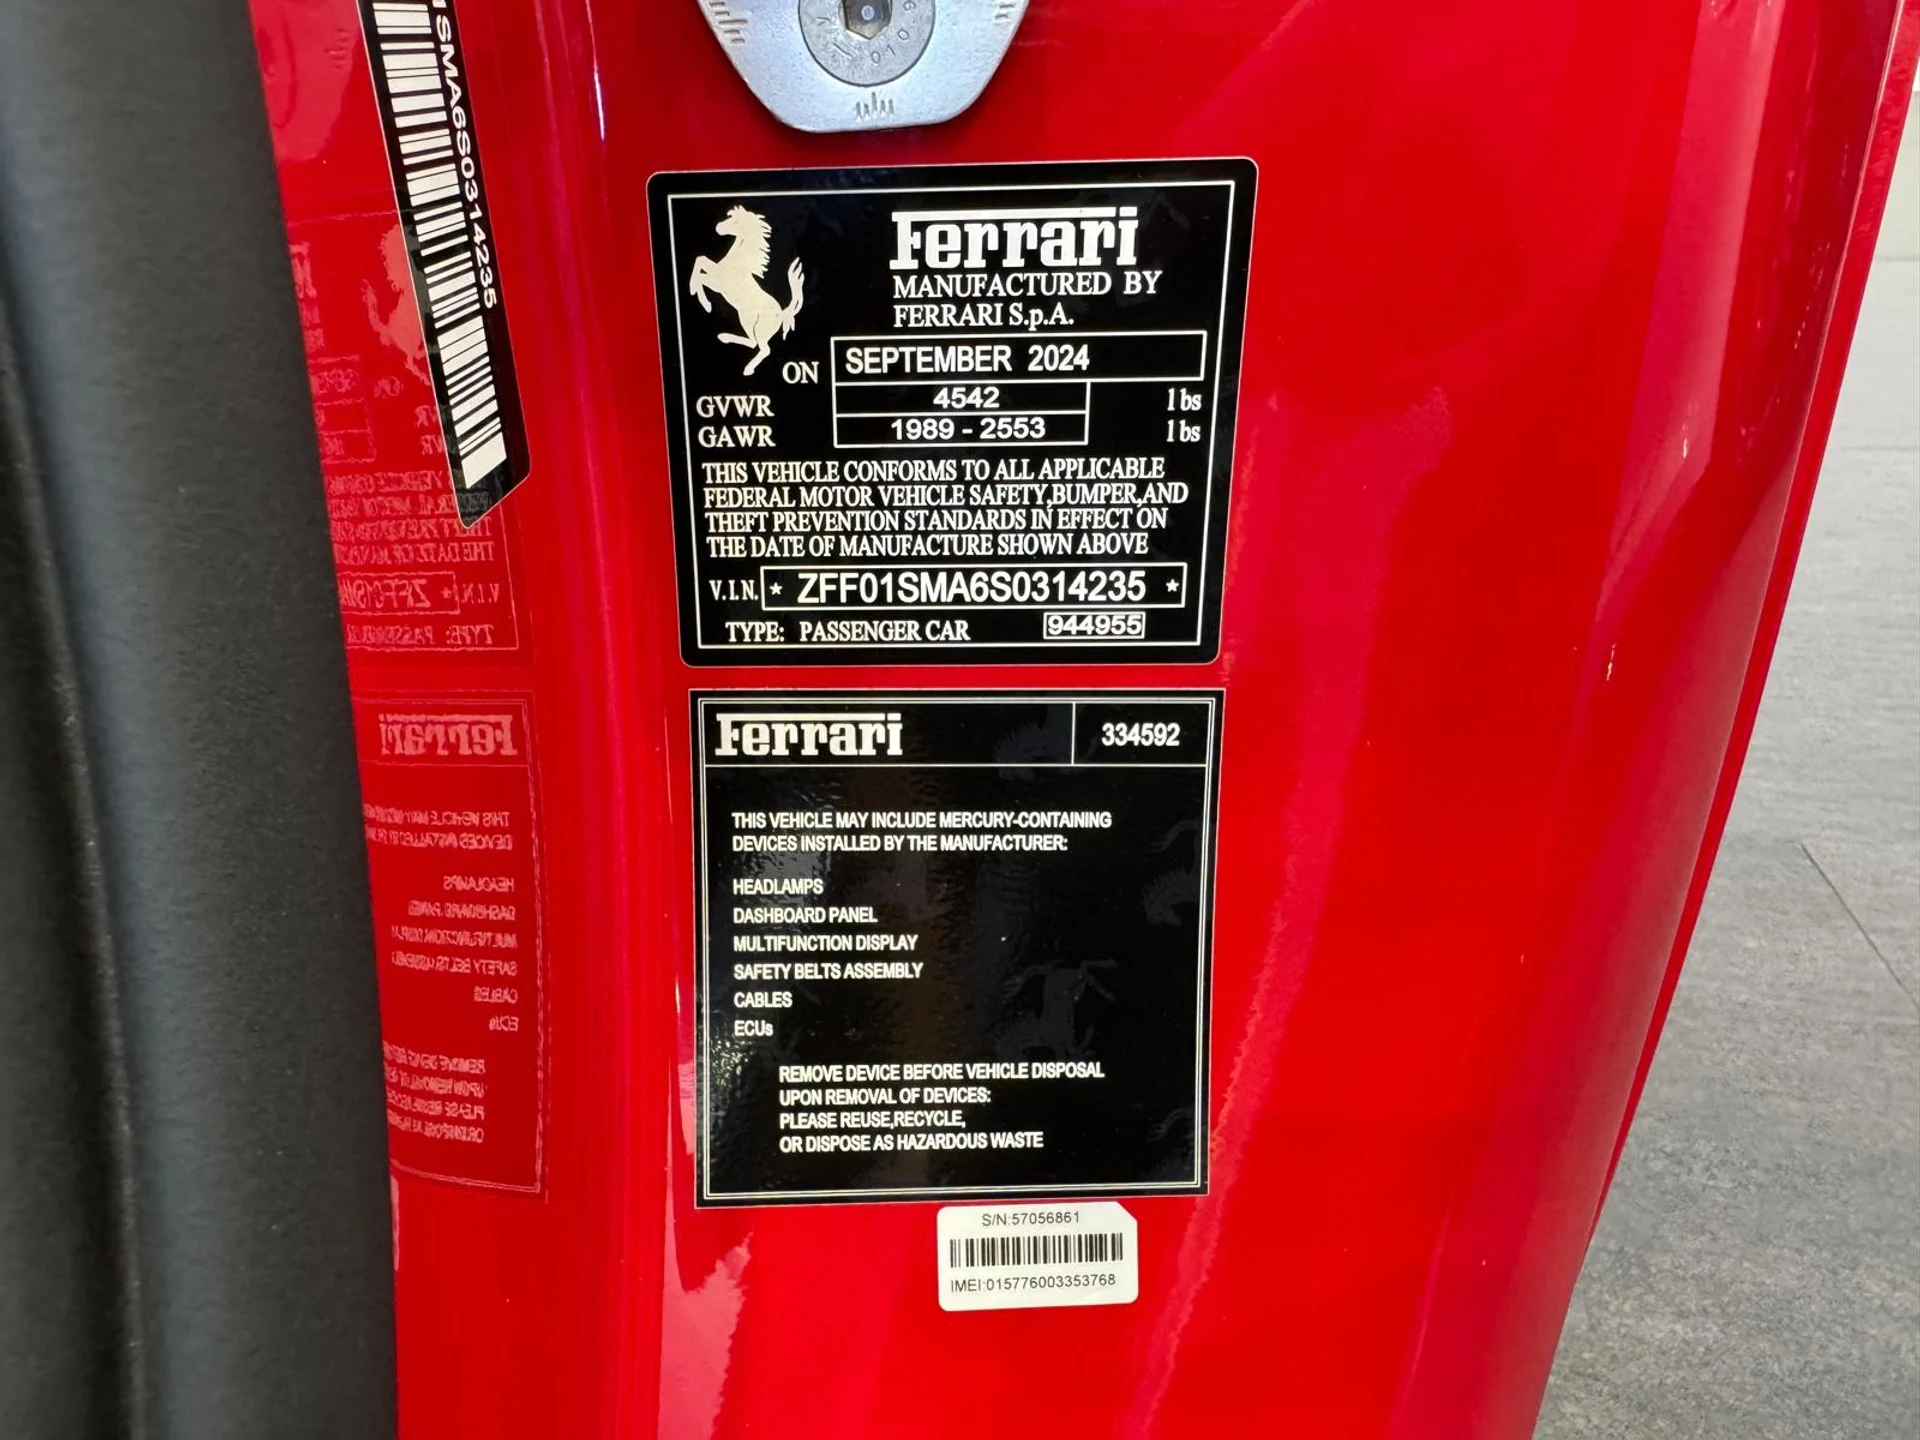 1SMA6S0314235
Ferrari
MANUFACTURED BY
FERRARI S.p.A.
ON SEPTEMBER 2024
GVWR 4542 lbs
GAWR 1989 - 2553 lbs
THIS VEHICLE CONFORMS TO ALL APPLICABLE
FEDERAL MOTOR VEHICLE SAFETY,BUMPER,AND
THEFT PREVENTION STANDARDS IN EFFECT ON
THE DATE OF MANUFACTURE SHOWN ABOVE
V.I.N. * ZFF01SMA6S0314235 *
TYPE: PASSENGER CAR 944955
Ferrari 334592
THIS VEHICLE MAY INCLUDE MERCURY-CONTAINING
DEVICES INSTALLED BY THE MANUFACTURER:
HEADLAMPS
DASHBOARD PANEL
MULTIFUNCTION DISPLAY
SAFETY BELTS ASSEMBLY
CABLES
ECUs
REMOVE DEVICE BEFORE VEHICLE DISPOSAL
UPON REMOVAL OF DEVICES:
PLEASE REUSE,RECYCLE,
OR DISPOSE AS HAZARDOUS WASTE
S/N:57056861
IMEI:015776003353768